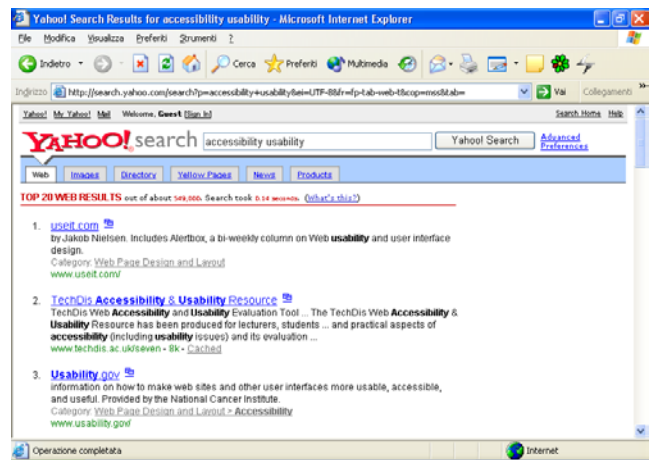 Yahoo! Search Results for accessibility usability - Microsoft Internet Explorer
File Modifica Visualizza Preferiti Strumenti ?
Indietro Cerca Preferiti Multimedia
Indirizzo http://search.yahoo.com/search?p=accessibility+usability&ei=UTF-8&fr=fp-tab-web-t&cop=mss&tab= Vai Collegamenti »
Yahoo! My Yahoo! Mail Welcome, Guest [Sign In] Search Home Help
YAHOO! search accessibility usability Yahoo! Search Advanced
Preferences
Web Images Directory Yellow Pages News Products
TOP 20 WEB RESULTS out of about 549,000. Search took 0.14 seconds. (What's this?)
1. useit.com
by Jakob Nielsen. Includes Alertbox, a bi-weekly column on Web usability and user interface
design.
Category: Web Page Design and Layout
www.useit.com/
2. TechDis Accessibility & Usability Resource
TechDis Web Accessibility and Usability Evaluation Tool ... The TechDis Web Accessibility &
Usability Resource has been produced for lecturers, students ... and practical aspects of
accessibility (including usability issues) and its evaluation ...
www.techdis.ac.uk/seven - 8k - Cached
3. Usability.gov
information on how to make web sites and other user interfaces more usable, accessible,
and useful. Provided by the National Cancer Institute.
Category: Web Page Design and Layout > Accessibility
www.usability.gov/
Operazione completata Internet